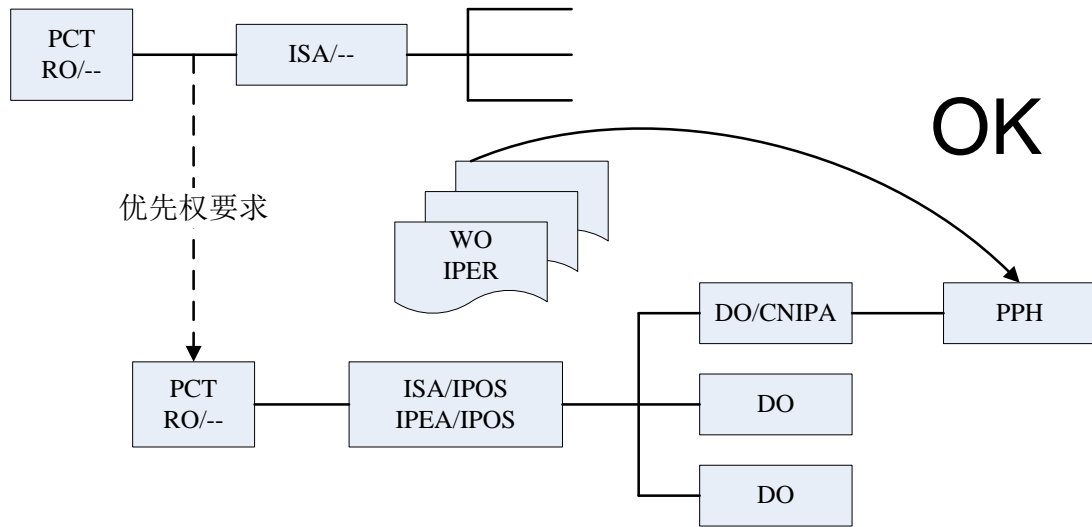 PCT
RO/--
ISA/--
OK
优先权要求
WO
IPER
DO/CNIPA
PPH
PCT
RO/--
ISA/IPOS
IPEA/IPOS
DO
DO